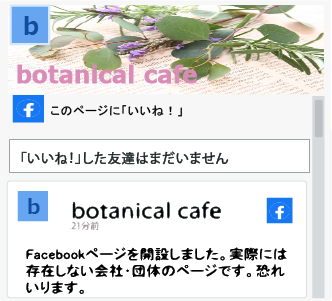 b
botanical cafe
このページに「いいね！」
「いいね!」した友達はまだいません
b
botanical cafe
21分前
Facebookページを開設しました。実際には
存在しない会社・団体のページです。恐れ
いります。